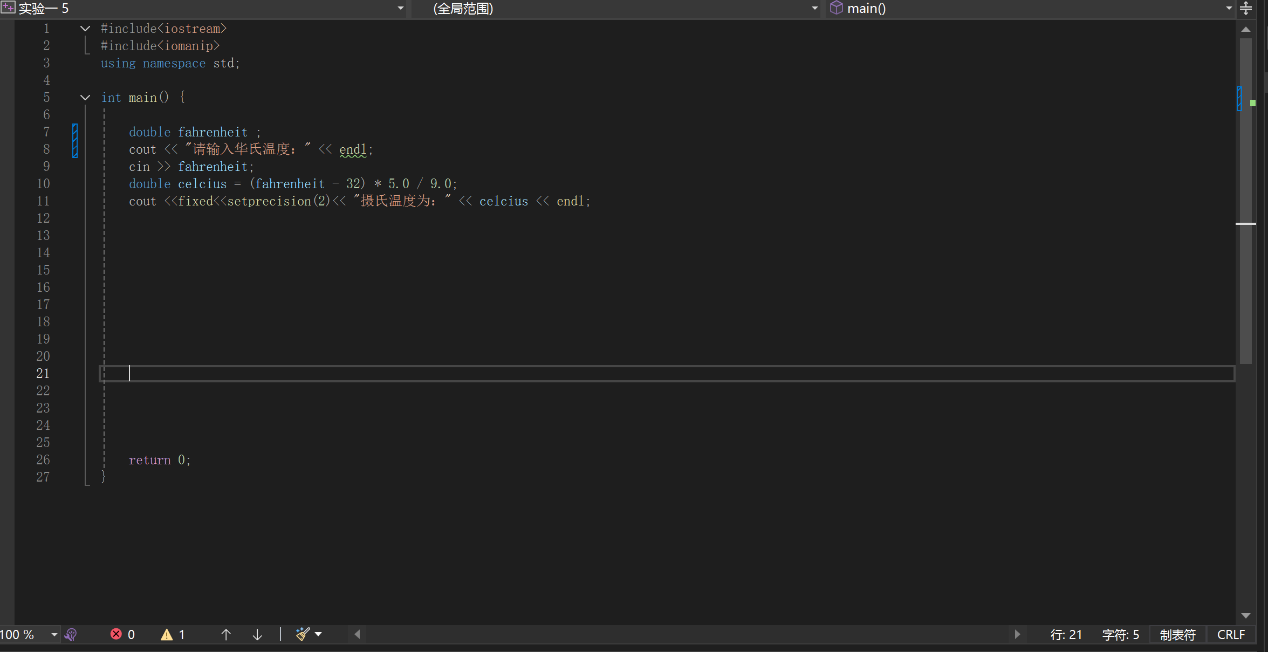 实验一 5 (全局范围) main()
1 #include<iostream>
2 #include<iomanip>
3 using namespace std;
4
5 int main() {
6
7 double fahrenheit ;
8 cout << "请输入华氏温度：" << endl;
9 cin >> fahrenheit;
10 double celcius = (fahrenheit - 32) * 5.0 / 9.0;
11 cout <<fixed<<setprecision(2)<< "摄氏温度为：" << celcius << endl;
12
13
14
15
16
17
18
19
20
21
22
23
24
25
26 return 0;
27 }
100 % 0 1 行: 21 字符: 5 制表符 CRLF